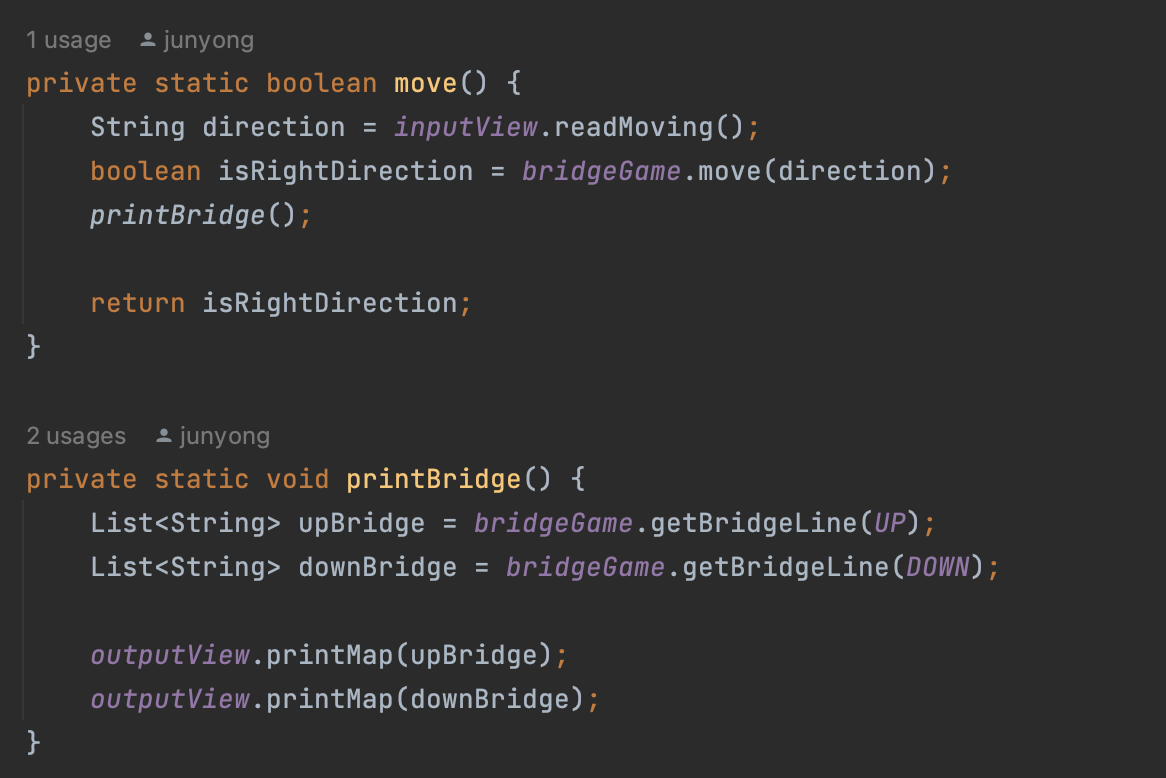 1 usage junyong
private static boolean move() {
    String direction = inputView.readMoving();
    boolean isRightDirection = bridgeGame.move(direction);
    printBridge();

    return isRightDirection;
}

2 usages junyong
private static void printBridge() {
    List<String> upBridge = bridgeGame.getBridgeLine(UP);
    List<String> downBridge = bridgeGame.getBridgeLine(DOWN);

    outputView.printMap(upBridge);
    outputView.printMap(downBridge);
}